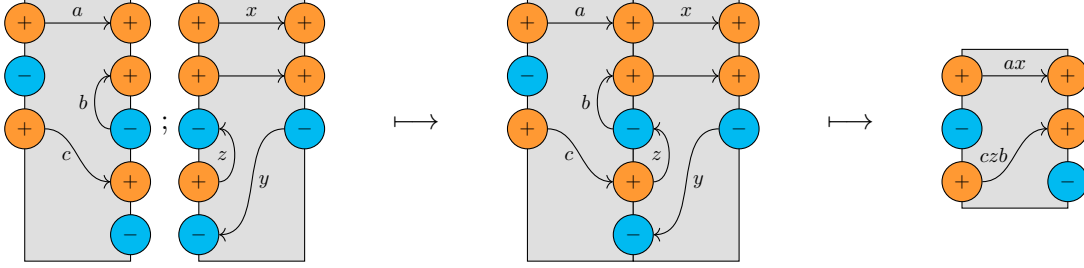 + a + + x + + a + x +
− + + + − + + + ax +
b b
+ − ; − − ⟼ + − − ⟼ − czb +
c z y c z y
+ + + + −
− − −